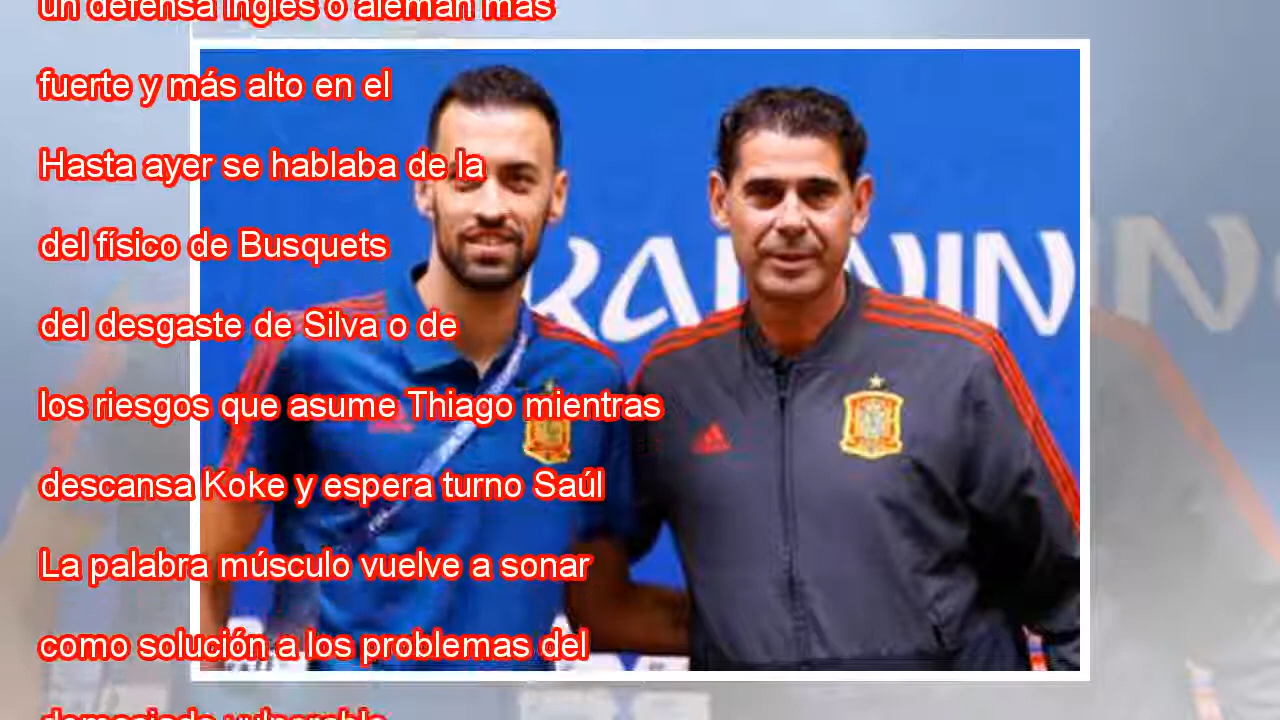 un defensa inglés o alemán más
fuerte y más alto en el
Hasta ayer se hablaba de la
del físico de Busquets
del desgaste de Silva o de
los riesgos que asume Thiago mientras
descansa Koke y espera turno Saúl
La palabra músculo vuelve a sonar
como solución a los problemas del
demasiado vulnerable